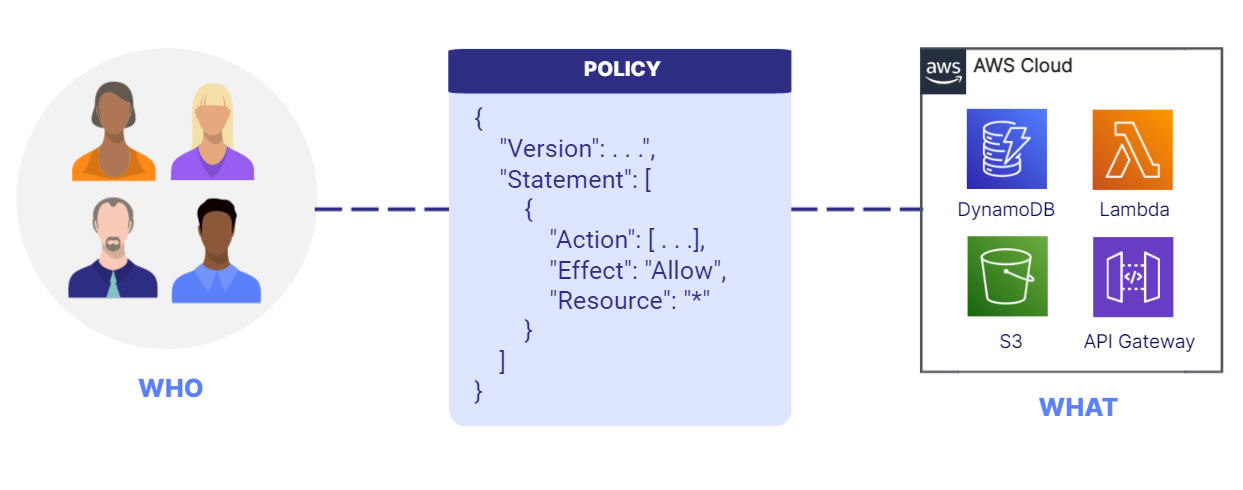 POLICY
{
"Version": . . .",
"Statement": [
{
"Action": [ . . .],
"Effect": "Allow",
"Resource": "*"
}
]
}
WHO
aws
AWS Cloud
DynamoDB
Lambda
</>
S3
API Gateway
WHAT